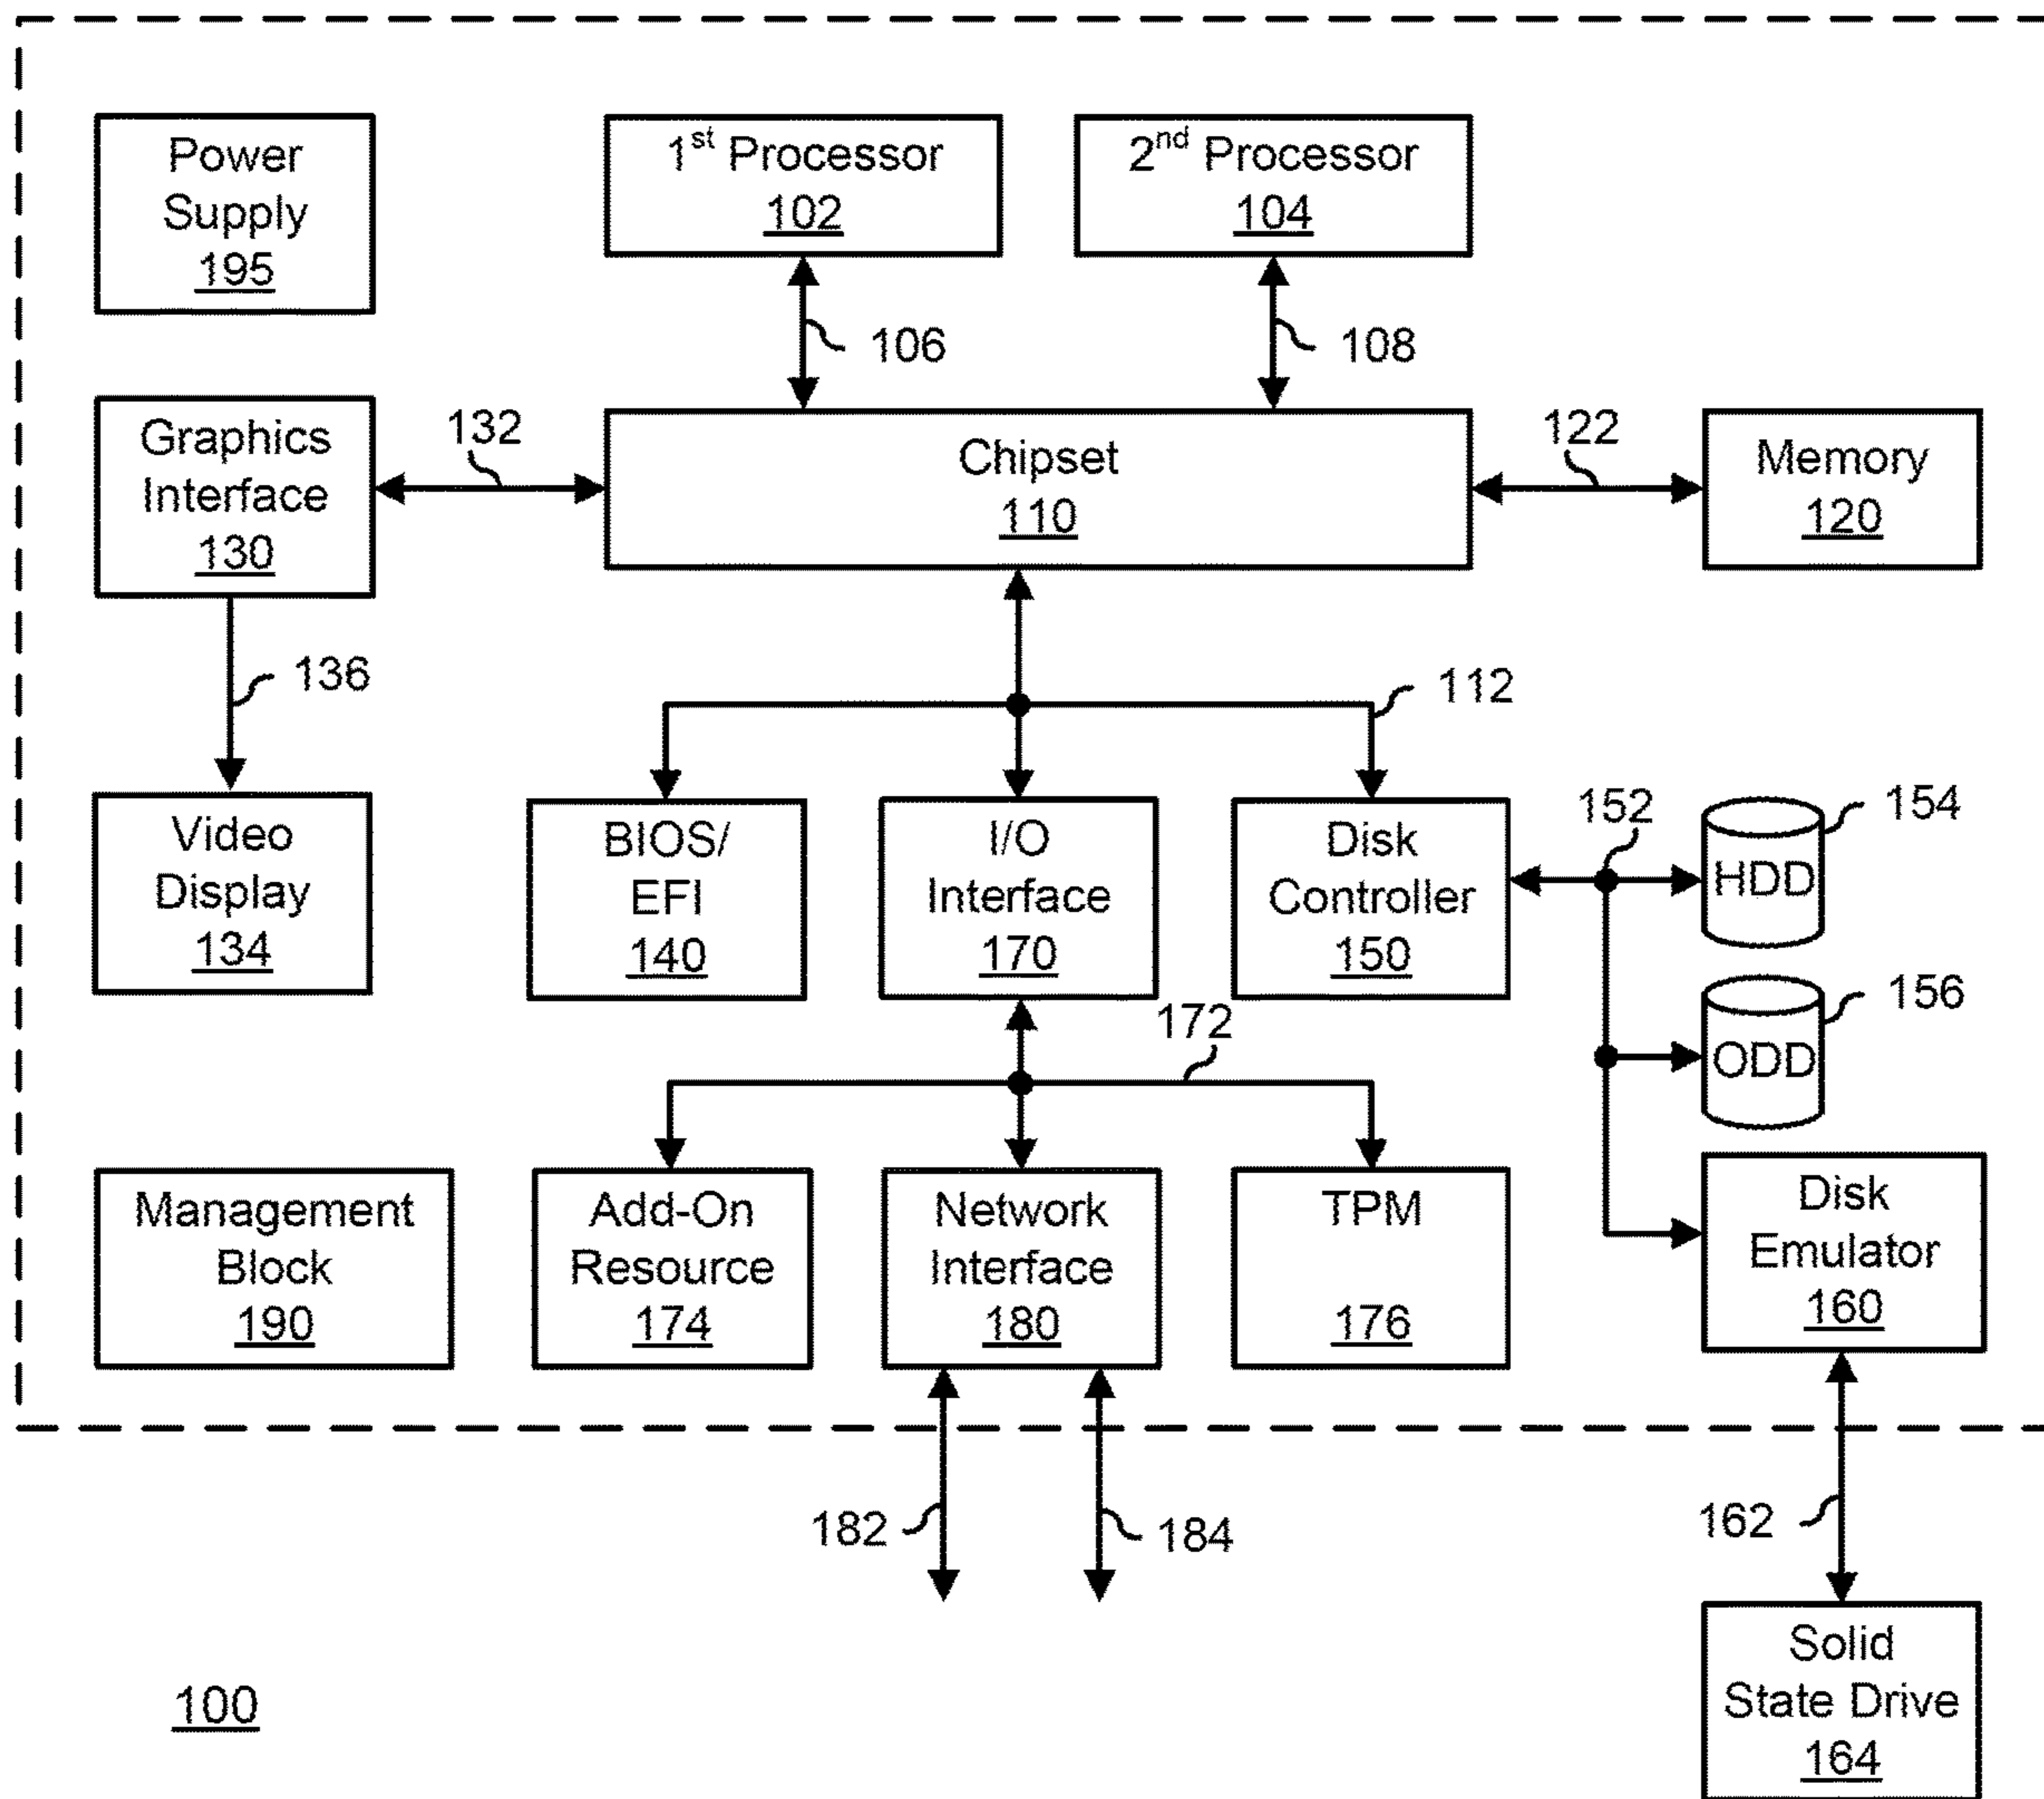 Power
Supply
195
1st Processor
102
2nd Processor
104
106
108
Graphics
Interface
130
132
Chipset
110
122
Memory
120
136
112
Video
Display
134
BIOS/
EFI
140
I/O
Interface
170
Disk
Controller
150
152
HDD
154
ODD
156
172
Management
Block
190
Add-On
Resource
174
Network
Interface
180
TPM
176
Disk
Emulator
160
182
184
162
Solid
State Drive
164
100